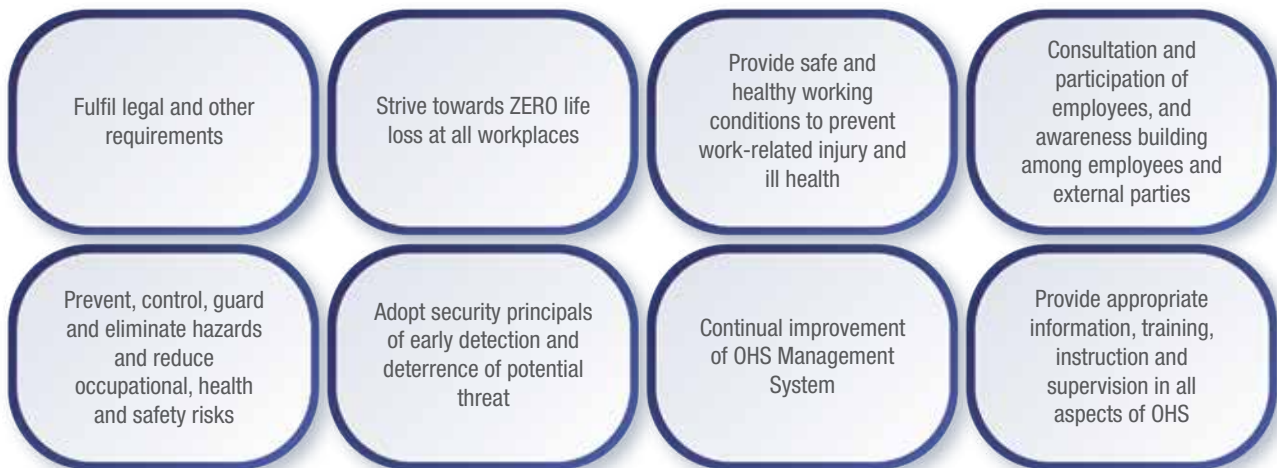 Fulfil legal and other
requirements
Strive towards ZERO life
loss at all workplaces
Provide safe and
healthy working
conditions to prevent
work-related injury and
ill health
Consultation and
participation of
employees, and
awareness building
among employees and
external parties
Prevent, control, guard
and eliminate hazards
and reduce
occupational, health
and safety risks
Adopt security principals
of early detection and
deterrence of potential
threat
Continual improvement
of OHS Management
System
Provide appropriate
information, training,
instruction and
supervision in all
aspects of OHS